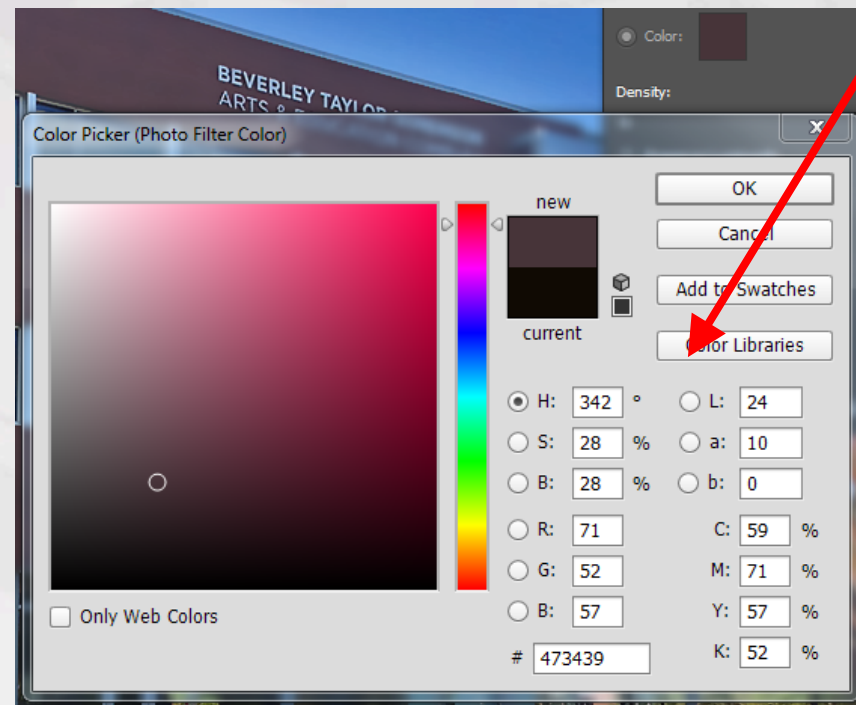 Color:
BEVERLEY TAYLOR
ARTS &
Density:
Color Picker (Photo Filter Color)
new
OK
Cancel
Add to Swatches
current
Color Libraries
H: 342 °
L: 24
S: 28 %
a: 10
B: 28 %
b: 0
R: 71
C: 59 %
G: 52
M: 71 %
Only Web Colors
B: 57
Y: 57 %
# 473439
K: 52 %